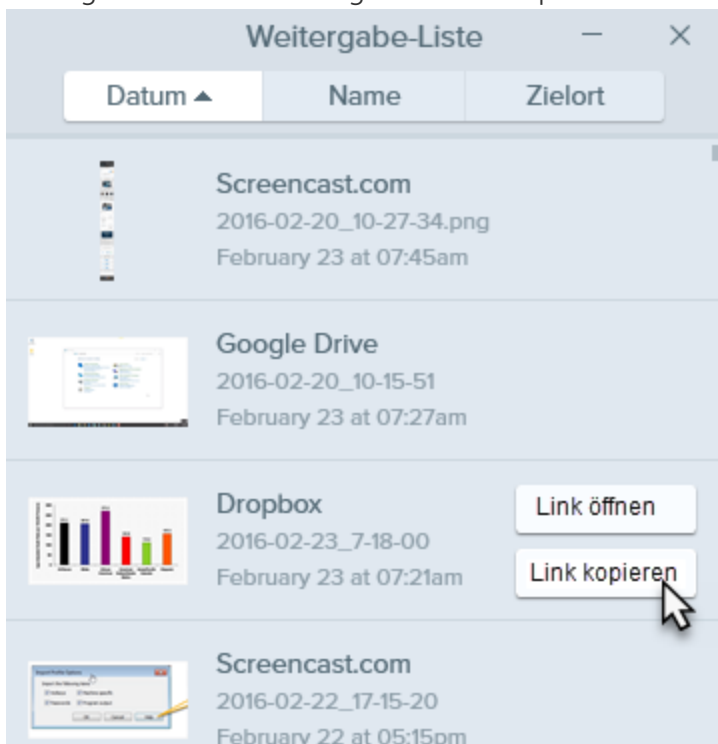 Weitergabe-Liste
Datum Name Zielort
Screencast.com
2016-02-20_10-27-34.png
February 23 at 07:45am
Google Drive
2016-02-20_10-15-51
February 23 at 07:27am
Dropbox
2016-02-23_7-18-00
February 23 at 07:21am
Link öffnen
Link kopieren
Screencast.com
2016-02-22_17-15-20
February 22 at 05:15pm